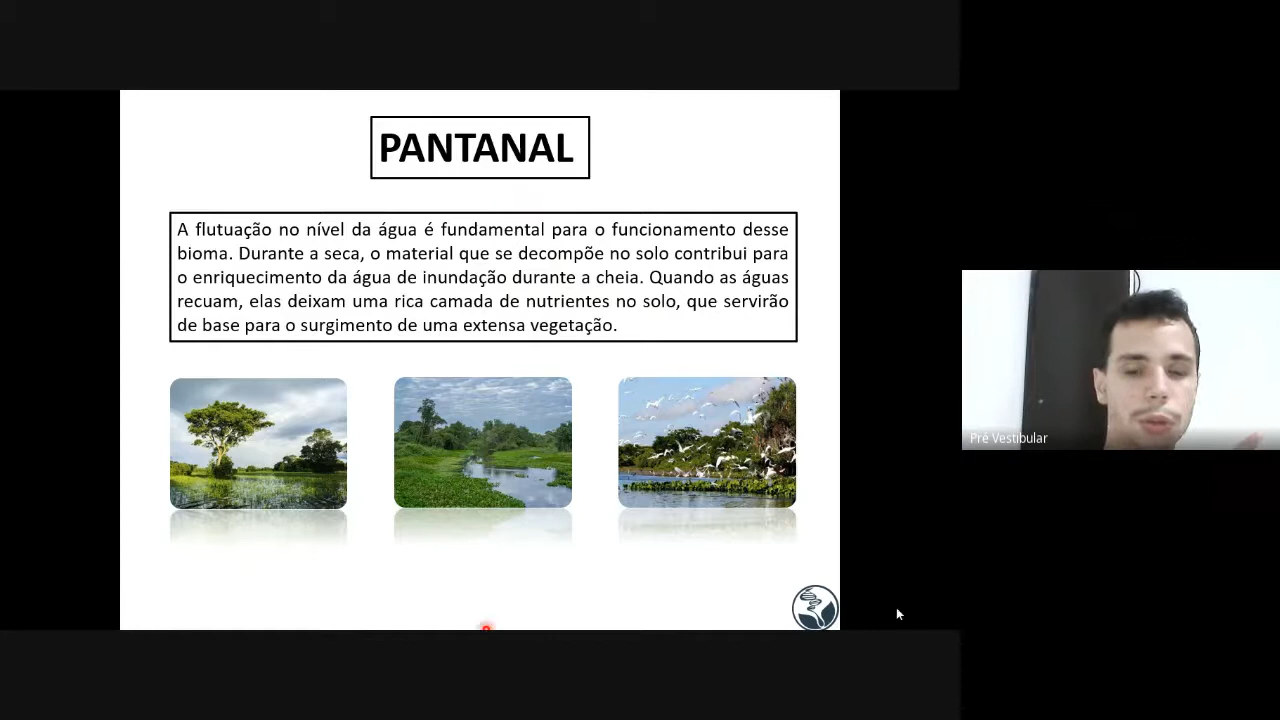 PANTANAL
A flutuação no nível da água é fundamental para o funcionamento desse
bioma. Durante a seca, o material que se decompõe no solo contribui para
o enriquecimento da água de inundação durante a cheia. Quando as águas
recuam, elas deixam uma rica camada de nutrientes no solo, que servirão
de base para o surgimento de uma extensa vegetação.
Pré Vestibular